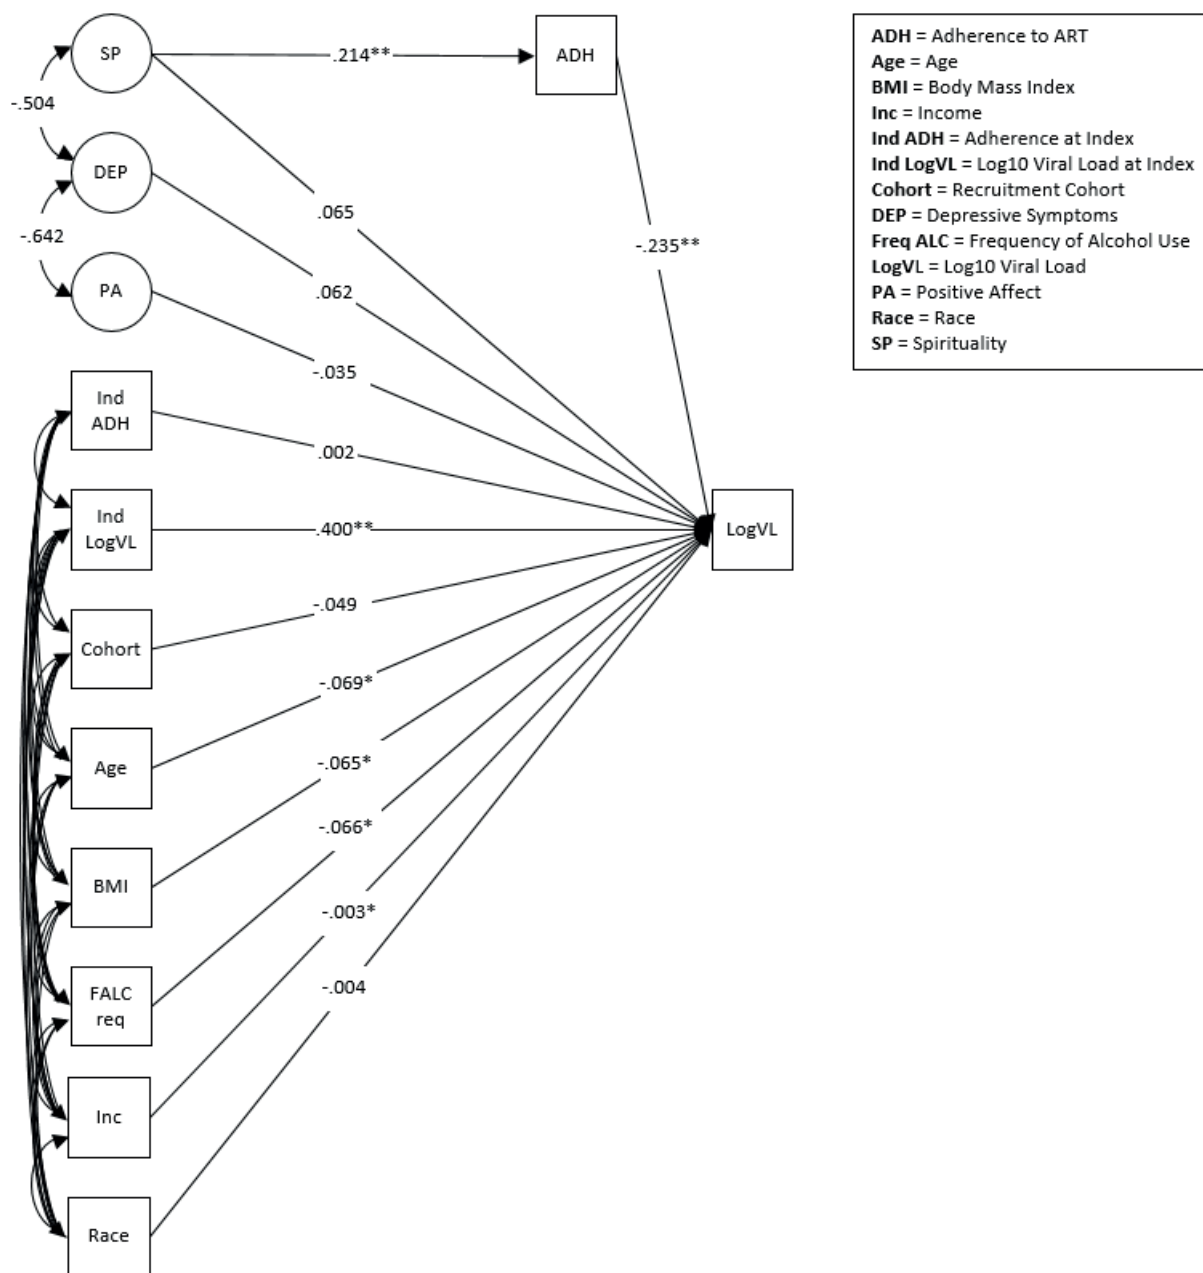 SP
.214**
ADH
-.504
DEP
-.642
PA
.065
.062
-.035
-.235**
Ind
ADH
.002
Ind
LogVL
.400**
LogVL
Cohort
-.049
Age
-.069*
BMI
-.065*
FALC
req
-.066*
Inc
-.003*
Race
-.004
ADH = Adherence to ART
Age = Age
BMI = Body Mass Index
Inc = Income
Ind ADH = Adherence at Index
Ind LogVL = Log10 Viral Load at Index
Cohort = Recruitment Cohort
DEP = Depressive Symptoms
Freq ALC = Frequency of Alcohol Use
LogVL = Log10 Viral Load
PA = Positive Affect
Race = Race
SP = Spirituality